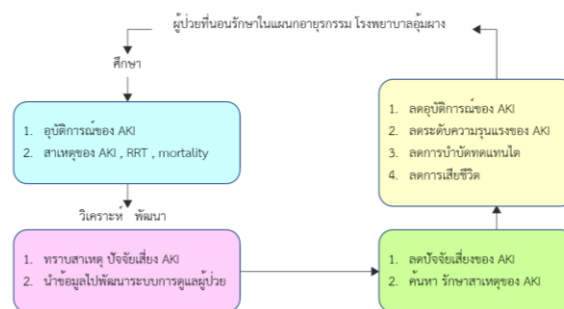 ผู้ป่วยที่นอนรักษาในแผนกอายุรกรรม โรงพยาบาลอุ้มผาง
ศึกษา
1. อุบัติการณ์ของ AKI
2. สาเหตุของ AKI , RRT , mortality
วิเคราะห์ พัฒนา
1. ทราบสาเหตุ ปัจจัยเสี่ยง AKI
2. นำข้อมูลไปพัฒนาระบบการดูแลผู้ป่วย
1. ลดปัจจัยเสี่ยงของ AKI
2. ค้นหา รักษาสาเหตุของ AKI
1. ลดอุบัติการณ์ของ AKI
2. ลดระดับความรุนแรงของ AKI
3. ลดการบำบัดทดแทนไต
4. ลดการเสียชีวิต